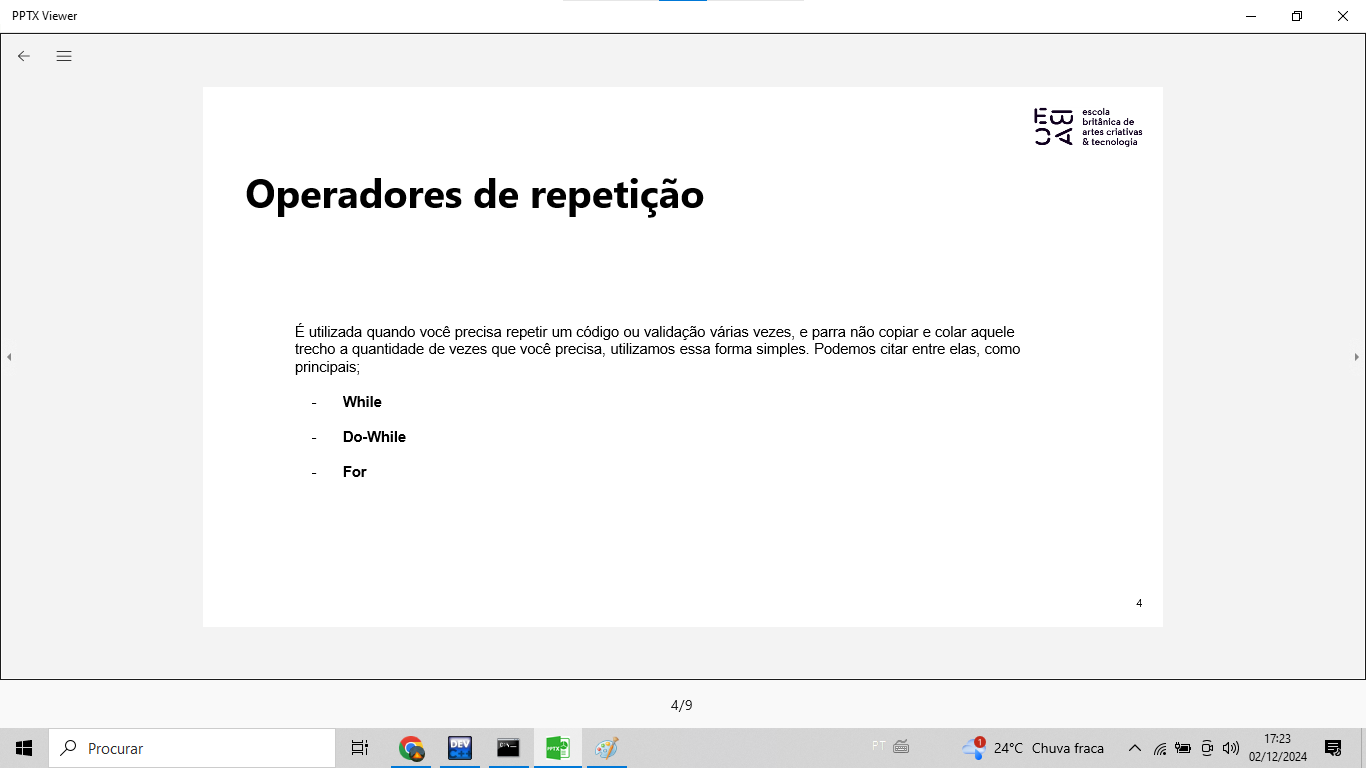 PPTX Viewer
escola
britânica de
artes criativas
& tecnologia
Operadores de repetição
É utilizada quando você precisa repetir um código ou validação várias vezes, e parra não copiar e colar aquele
trecho a quantidade de vezes que você precisa, utilizamos essa forma simples. Podemos citar entre elas, como
principais;
- While
- Do-While
- For
4
4/9
Procurar
DEV
C:\._
PPTX
PT
1
24°C Chuva fraca
17:23
02/12/2024